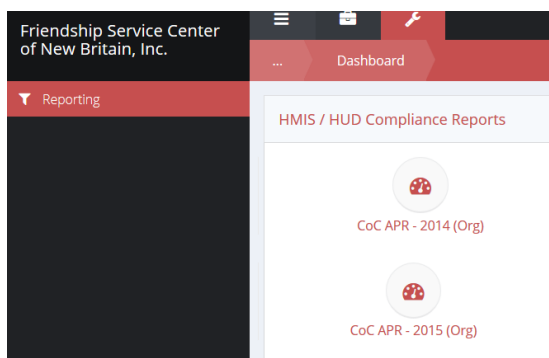 Friendship Service Center
of New Britain, Inc.
... Dashboard
Reporting
HMIS / HUD Compliance Reports
CoC APR - 2014 (Org)
CoC APR - 2015 (Org)